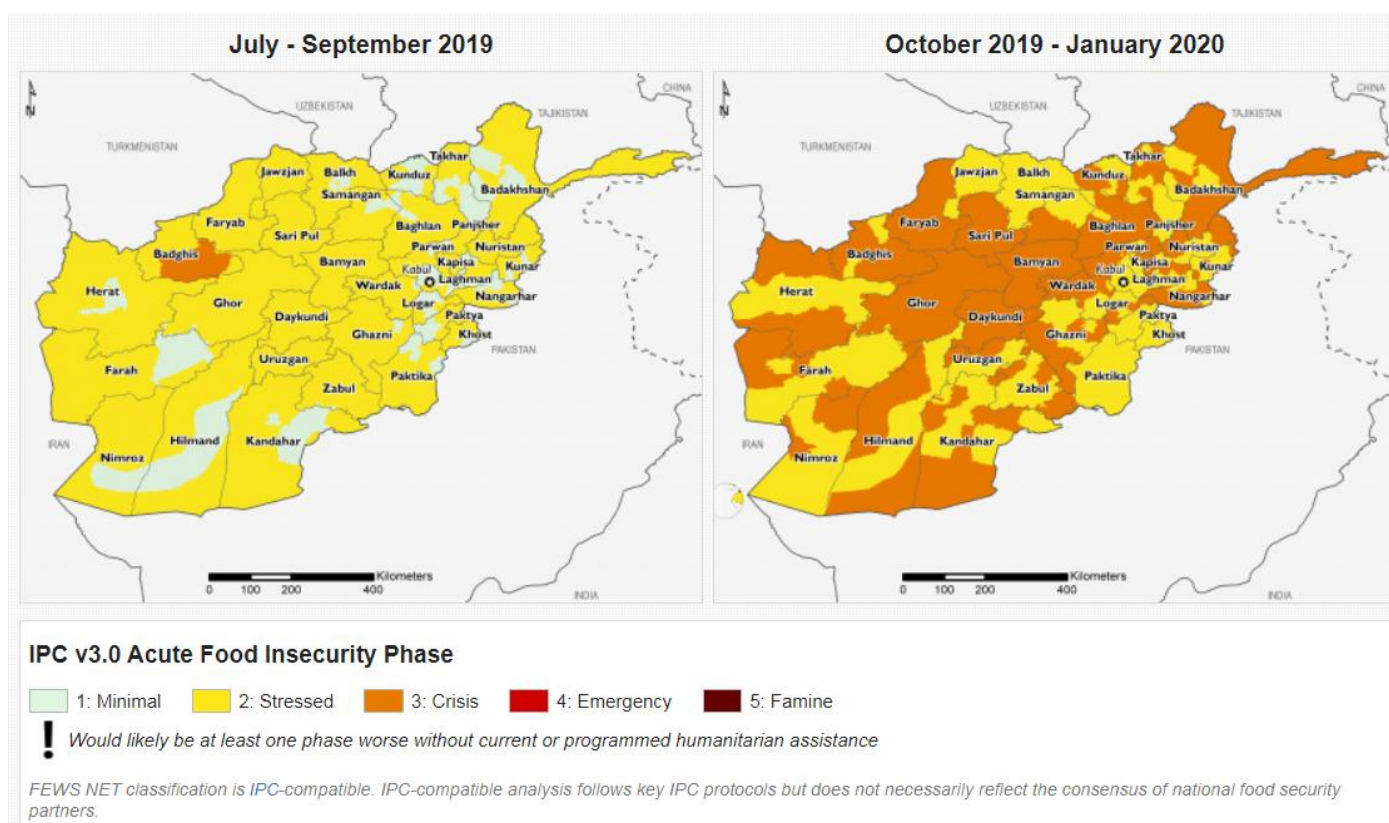 July - September 2019
October 2019 - January 2020
N
UZBEKISTAN
CHINA
TAJIKISTAN
TURKMENISTAN
Takhar
Jawzjan
Balkh
Kunduz
Badakhshan
Samangan
Faryab
Baghlan
Panjsher
Sari Pul
Parwan
Nuristan
Badghis
Bamyan
Kapisa
Kunar
Kabul
Laghman
Herat
Wardak
Ghor
Logar
Nangarhar
Daykundi
Paktya
Ghazni
Khost
PAKISTAN
Uruzgan
Farah
Zabul
Paktika
IRAN
Hilmand
Kandahar
Nimroz
Kilometers
0 100 200 400
INDIA
N
UZBEKISTAN
CHINA
TAJIKISTAN
TURKMENISTAN
Takhar
Jawzjan
Balkh
Kunduz
Badakhshan
Samangan
Faryab
Baghlan
Panjsher
Sari Pul
Parwan
Nuristan
Badghis
Bamyan
Kapisa
Kunar
Kabul
Laghman
Herat
Wardak
Ghor
Logar
Nangarhar
Daykundi
Paktya
Ghazni
Khost
PAKISTAN
Uruzgan
Farah
Zabul
Paktika
IRAN
Hilmand
Kandahar
Nimroz
Kilometers
0 100 200 400
INDIA
IPC v3.0 Acute Food Insecurity Phase
1: Minimal 2: Stressed 3: Crisis 4: Emergency 5: Famine
! Would likely be at least one phase worse without current or programmed humanitarian assistance
FEWS NET classification is IPC-compatible. IPC-compatible analysis follows key IPC protocols but does not necessarily reflect the consensus of national food security
partners.